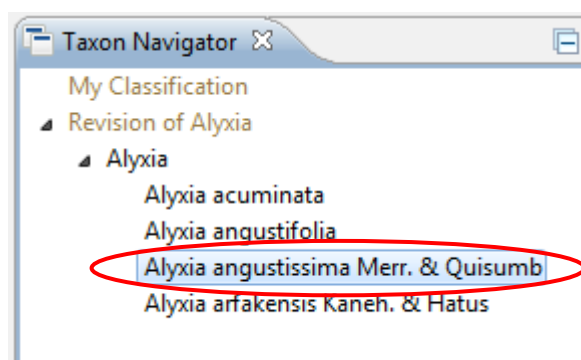 Taxon Navigator
My Classification
Revision of Alyxia
Alyxia
Alyxia acuminata
Alyxia angustifolia
Alyxia angustissima Merr. & Quisumb
Alyxia arfakensis Kaneh. & Hatus